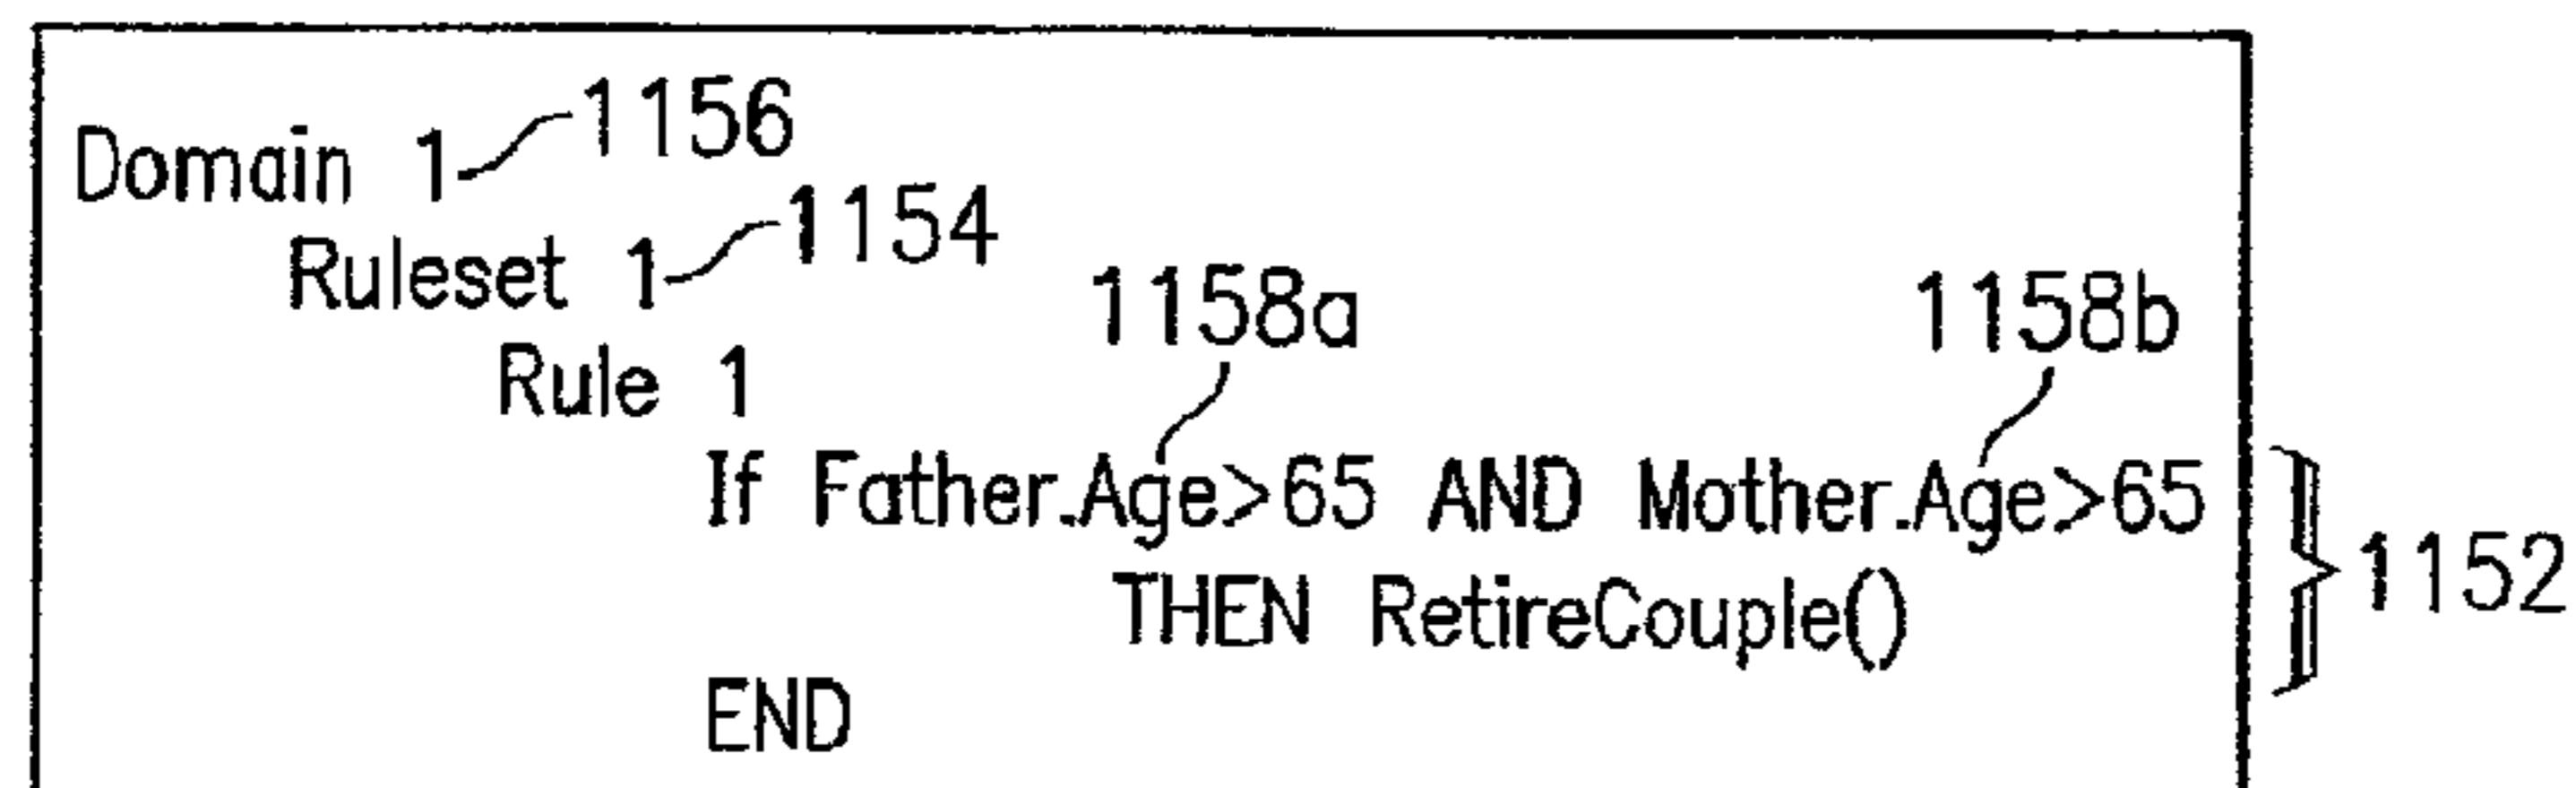 Domain 1 1156
Ruleset 1 1154
1158a 1158b
Rule 1
If Father.Age>65 AND Mother.Age>65
THEN RetireCouple() 1152
END